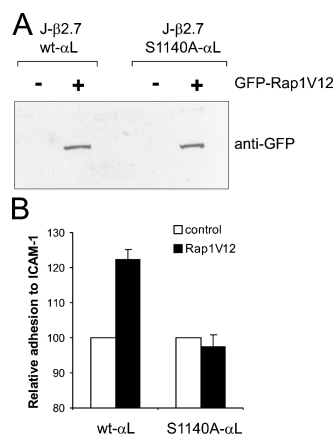 A
J-β2.7 J-β2.7
wt-αL S1140A-αL
- + - + GFP-Rap1V12
anti-GFP
B
control
Rap1V12
Relative adhesion to ICAM-1
130
120
110
100
90
80
wt-αL S1140A-αL